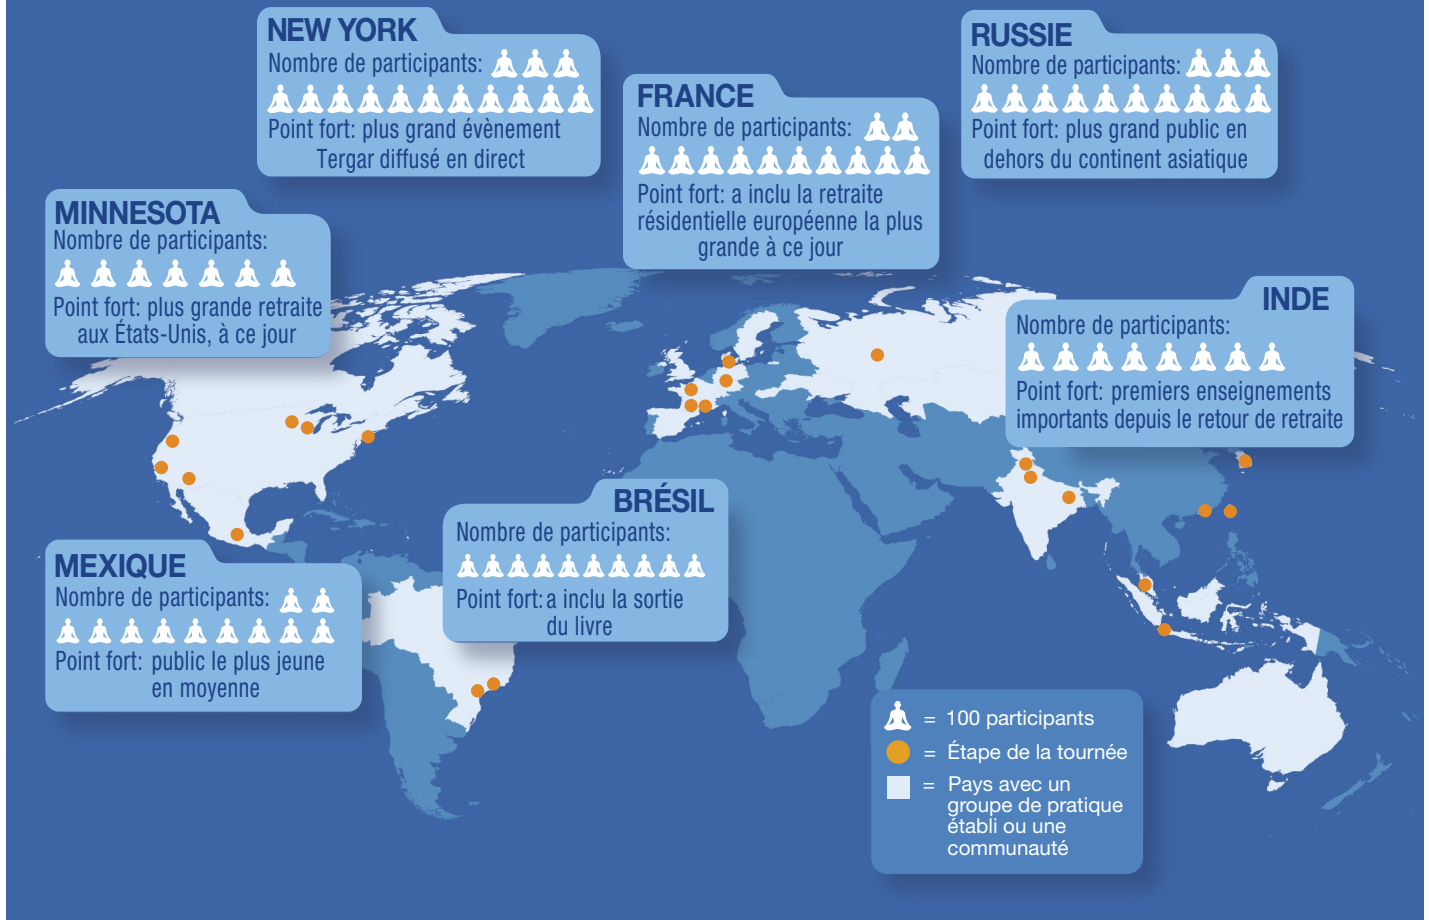 NEW YORK
Nombre de participants:
Point fort: plus grand évènement
Tergar diffusé en direct
RUSSIE
Nombre de participants:
Point fort: plus grand public en
dehors du continent asiatique
FRANCE
Nombre de participants:
Point fort: a inclu la retraite
résidentielle européenne la plus
grande à ce jour
MINNESOTA
Nombre de participants:
Point fort: plus grande retraite
aux États-Unis, à ce jour
INDE
Nombre de participants:
Point fort: premiers enseignements
importants depuis le retour de retraite
BRÉSIL
Nombre de participants:
Point fort: a inclu la sortie
du livre
MEXIQUE
Nombre de participants:
Point fort: public le plus jeune
en moyenne
= 100 participants
= Étape de la tournée
= Pays avec un
groupe de pratique
établi ou une
communauté